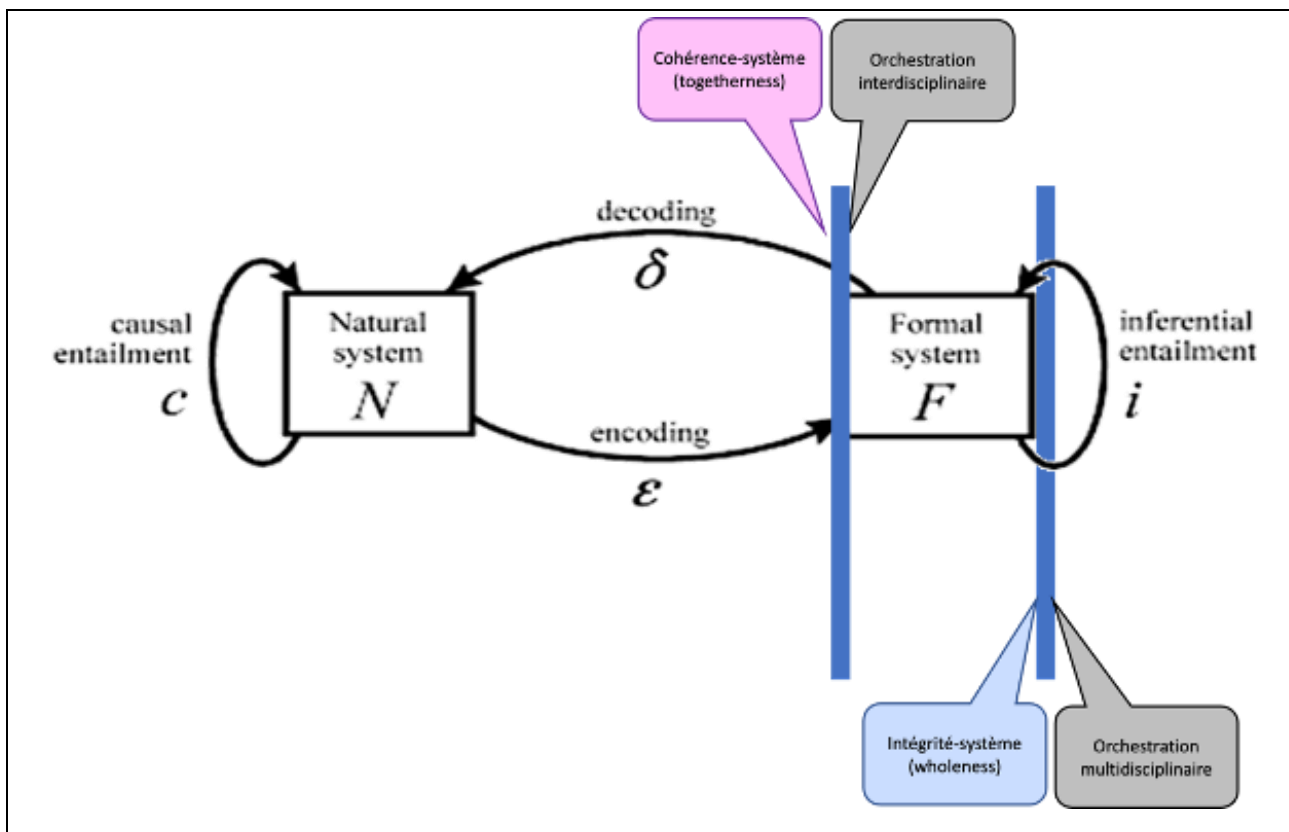 Cohérence-système
(togetherness)
Orchestration
interdisciplinaire
decoding
δ
causal
entailment
c
Natural
system
N
Formal
system
F
inferential
entailment
i
encoding
ε
Intégrité-système
(wholeness)
Orchestration
multidisciplinaire